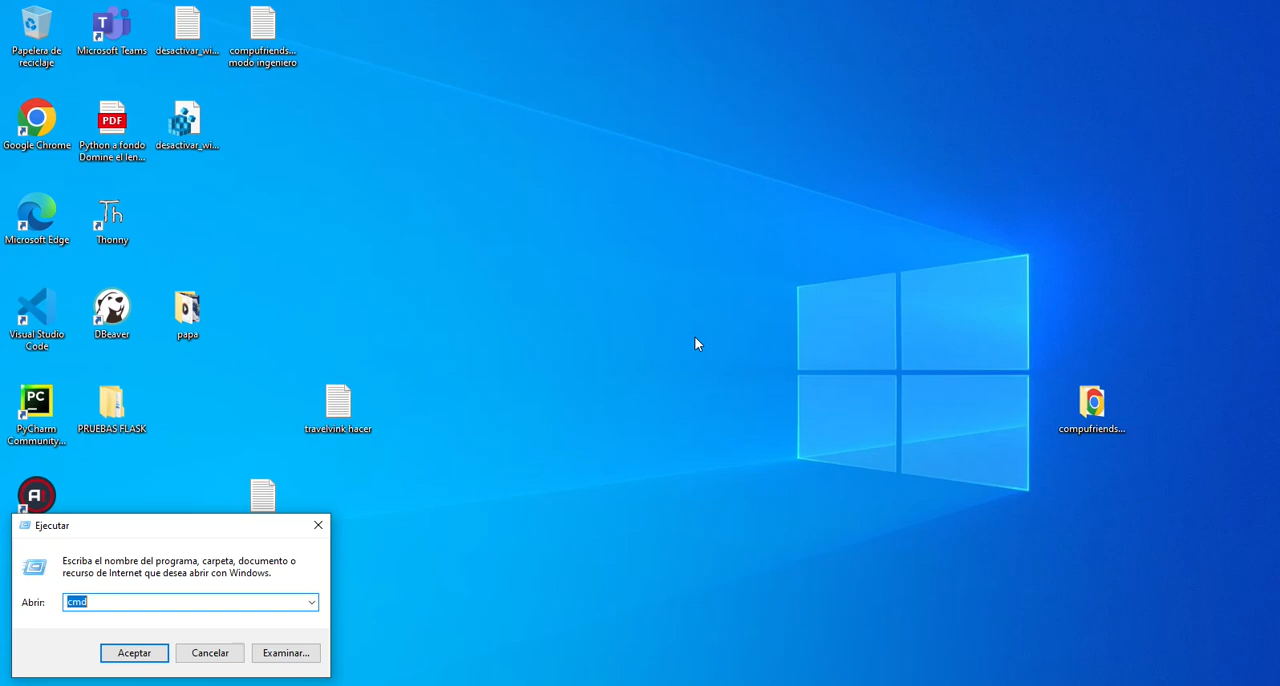 Papelera de
reciclaje
Microsoft Teams
desactivar_wi...
compufriends...
modo ingeniero
Google Chrome
PDF
Python a fondo
Domine el len...
desactivar_wi...
Microsoft Edge
Th
Thonny
Visual Studio
Code
DBeaver
papa
PC
PyCharm
Community...
PRUEBAS FLASK
travelvink hacer
compufriends...
Ejecutar
Escriba el nombre del programa, carpeta, documento o
recurso de Internet que desea abrir con Windows.
Abrir:
cmd
Aceptar
Cancelar
Examinar...